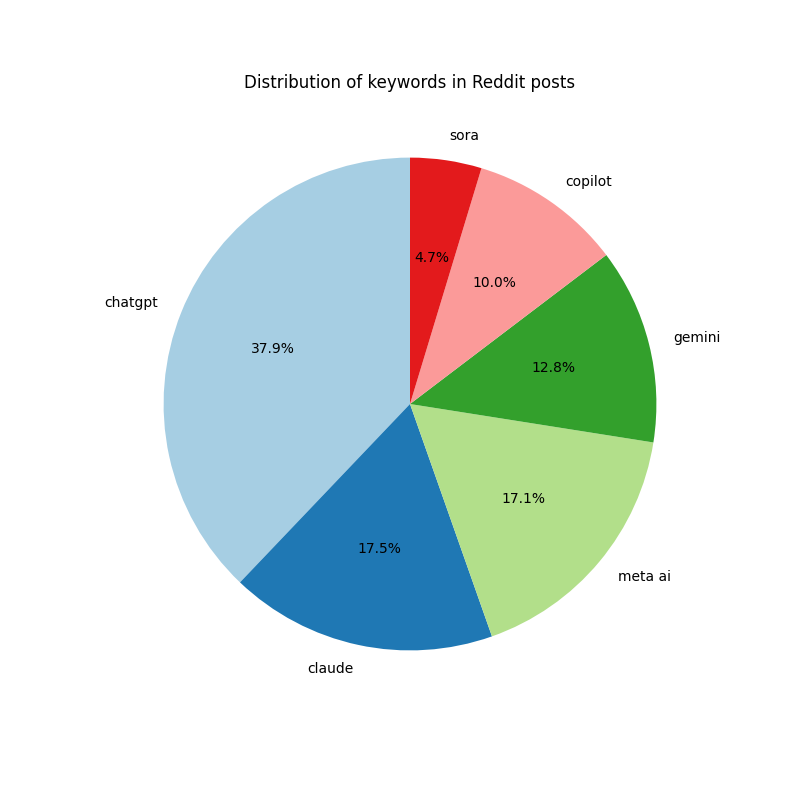 Distribution of keywords in Reddit posts
sora
copilot
4.7%
10.0%
chatgpt
gemini
37.9%
12.8%
17.1%
17.5%
meta ai
claude